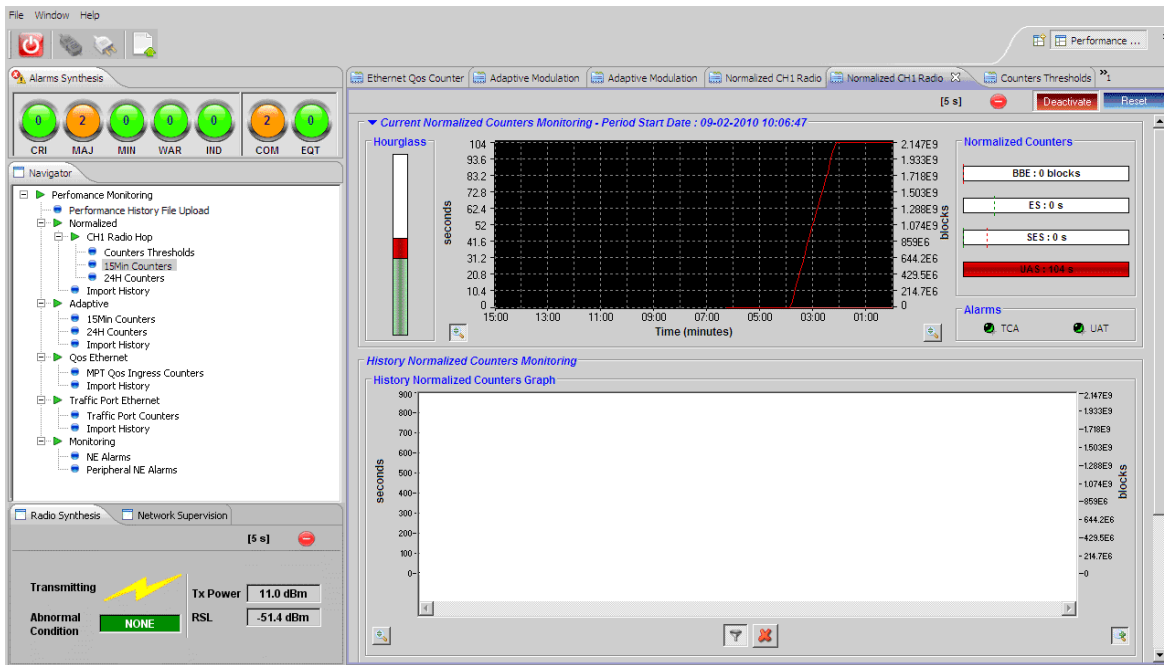 File Window Help
Performance ...
Alarms Synthesis
0 2 0 0 0 2 0
CRI MAJ MIN WAR IND COM EQT
Navigator
Perfomance Monitoring
Performance History File Upload
Normalized
CH1 Radio Hop
Counters Thresholds
15Min Counters
24H Counters
Import History
Adaptive
15Min Counters
24H Counters
Import History
Qos Ethernet
MPT Qos Ingress Counters
Import History
Traffic Port Ethernet
Traffic Port Counters
Import History
Monitoring
NE Alarms
Peripheral NE Alarms
Radio Synthesis Network Supervision
[5 s]
Transmitting
Tx Power 11.0 dBm
Abnormal Condition NONE
RSL -51.4 dBm
Ethernet Qos Counter Adaptive Modulation Adaptive Modulation Normalized CH1 Radio Normalized CH1 Radio Counters Thresholds »1
[5 s] Deactivate Reset
Current Normalized Counters Monitoring - Period Start Date : 09-02-2010 10:06:47
Hourglass
seconds
104
93.6
83.2
72.8
62.4
52
41.6
31.2
20.8
10.4
0
15:00 13:00 11:00 09:00 07:00 05:00 03:00 01:00
Time (minutes)
2.147E9
1.933E9
1.718E9
1.503E9
1.288E9
1.074E9
859E6
644.2E6
429.5E6
214.7E6
0
blocks
Normalized Counters
BBE : 0 blocks
ES : 0 s
SES : 0 s
UAS : 104 s
Alarms
TCA UAT
History Normalized Counters Monitoring
History Normalized Counters Graph
seconds
900
800
700
600
500
400
300
200
100
0
2.147E9
1.933E9
1.718E9
1.503E9
1.288E9
1.074E9
859E6
644.2E6
429.5E6
214.7E6
0
blocks